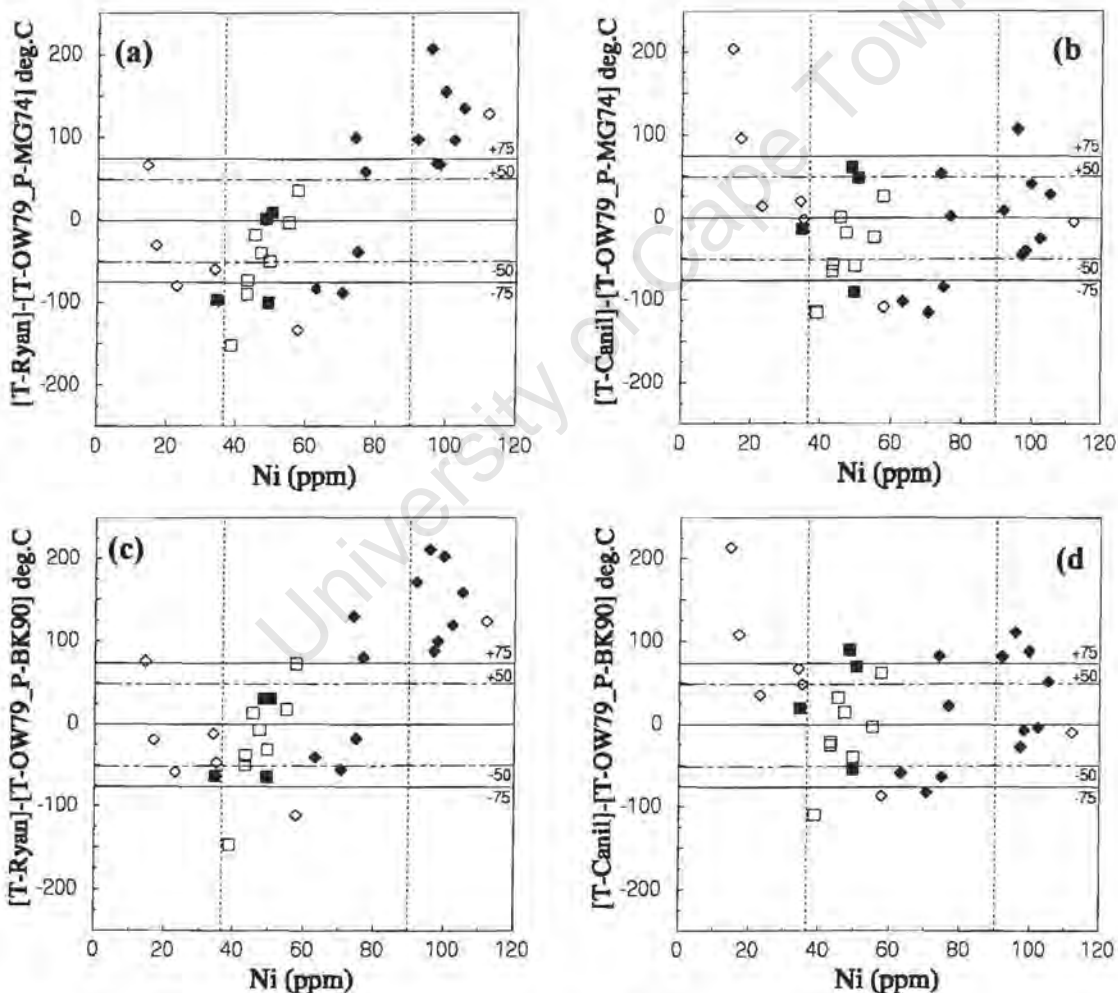 (a)
[T-Ryan]-[T-OW79_P-MG74] deg.C
200
100
0
-100
-200
+75
+50
-50
-75
0 20 40 60 80 100 120
Ni (ppm)
(b)
[T-Canil]-[T-OW79_P-MG74] deg.C
200
100
0
-100
-200
+75
+50
-50
-75
0 20 40 60 80 100 120
Ni (ppm)
(c)
[T-Ryan]-[T-OW79_P-BK90] deg.C
200
100
0
-100
-200
+75
+50
-50
-75
0 20 40 60 80 100 120
Ni (ppm)
(d
[T-Canil]-[T-OW79_P-BK90] deg.C
200
100
0
-100
-200
+75
+50
-50
-75
0 20 40 60 80 100 120
Ni (ppm)
University of Cape Town